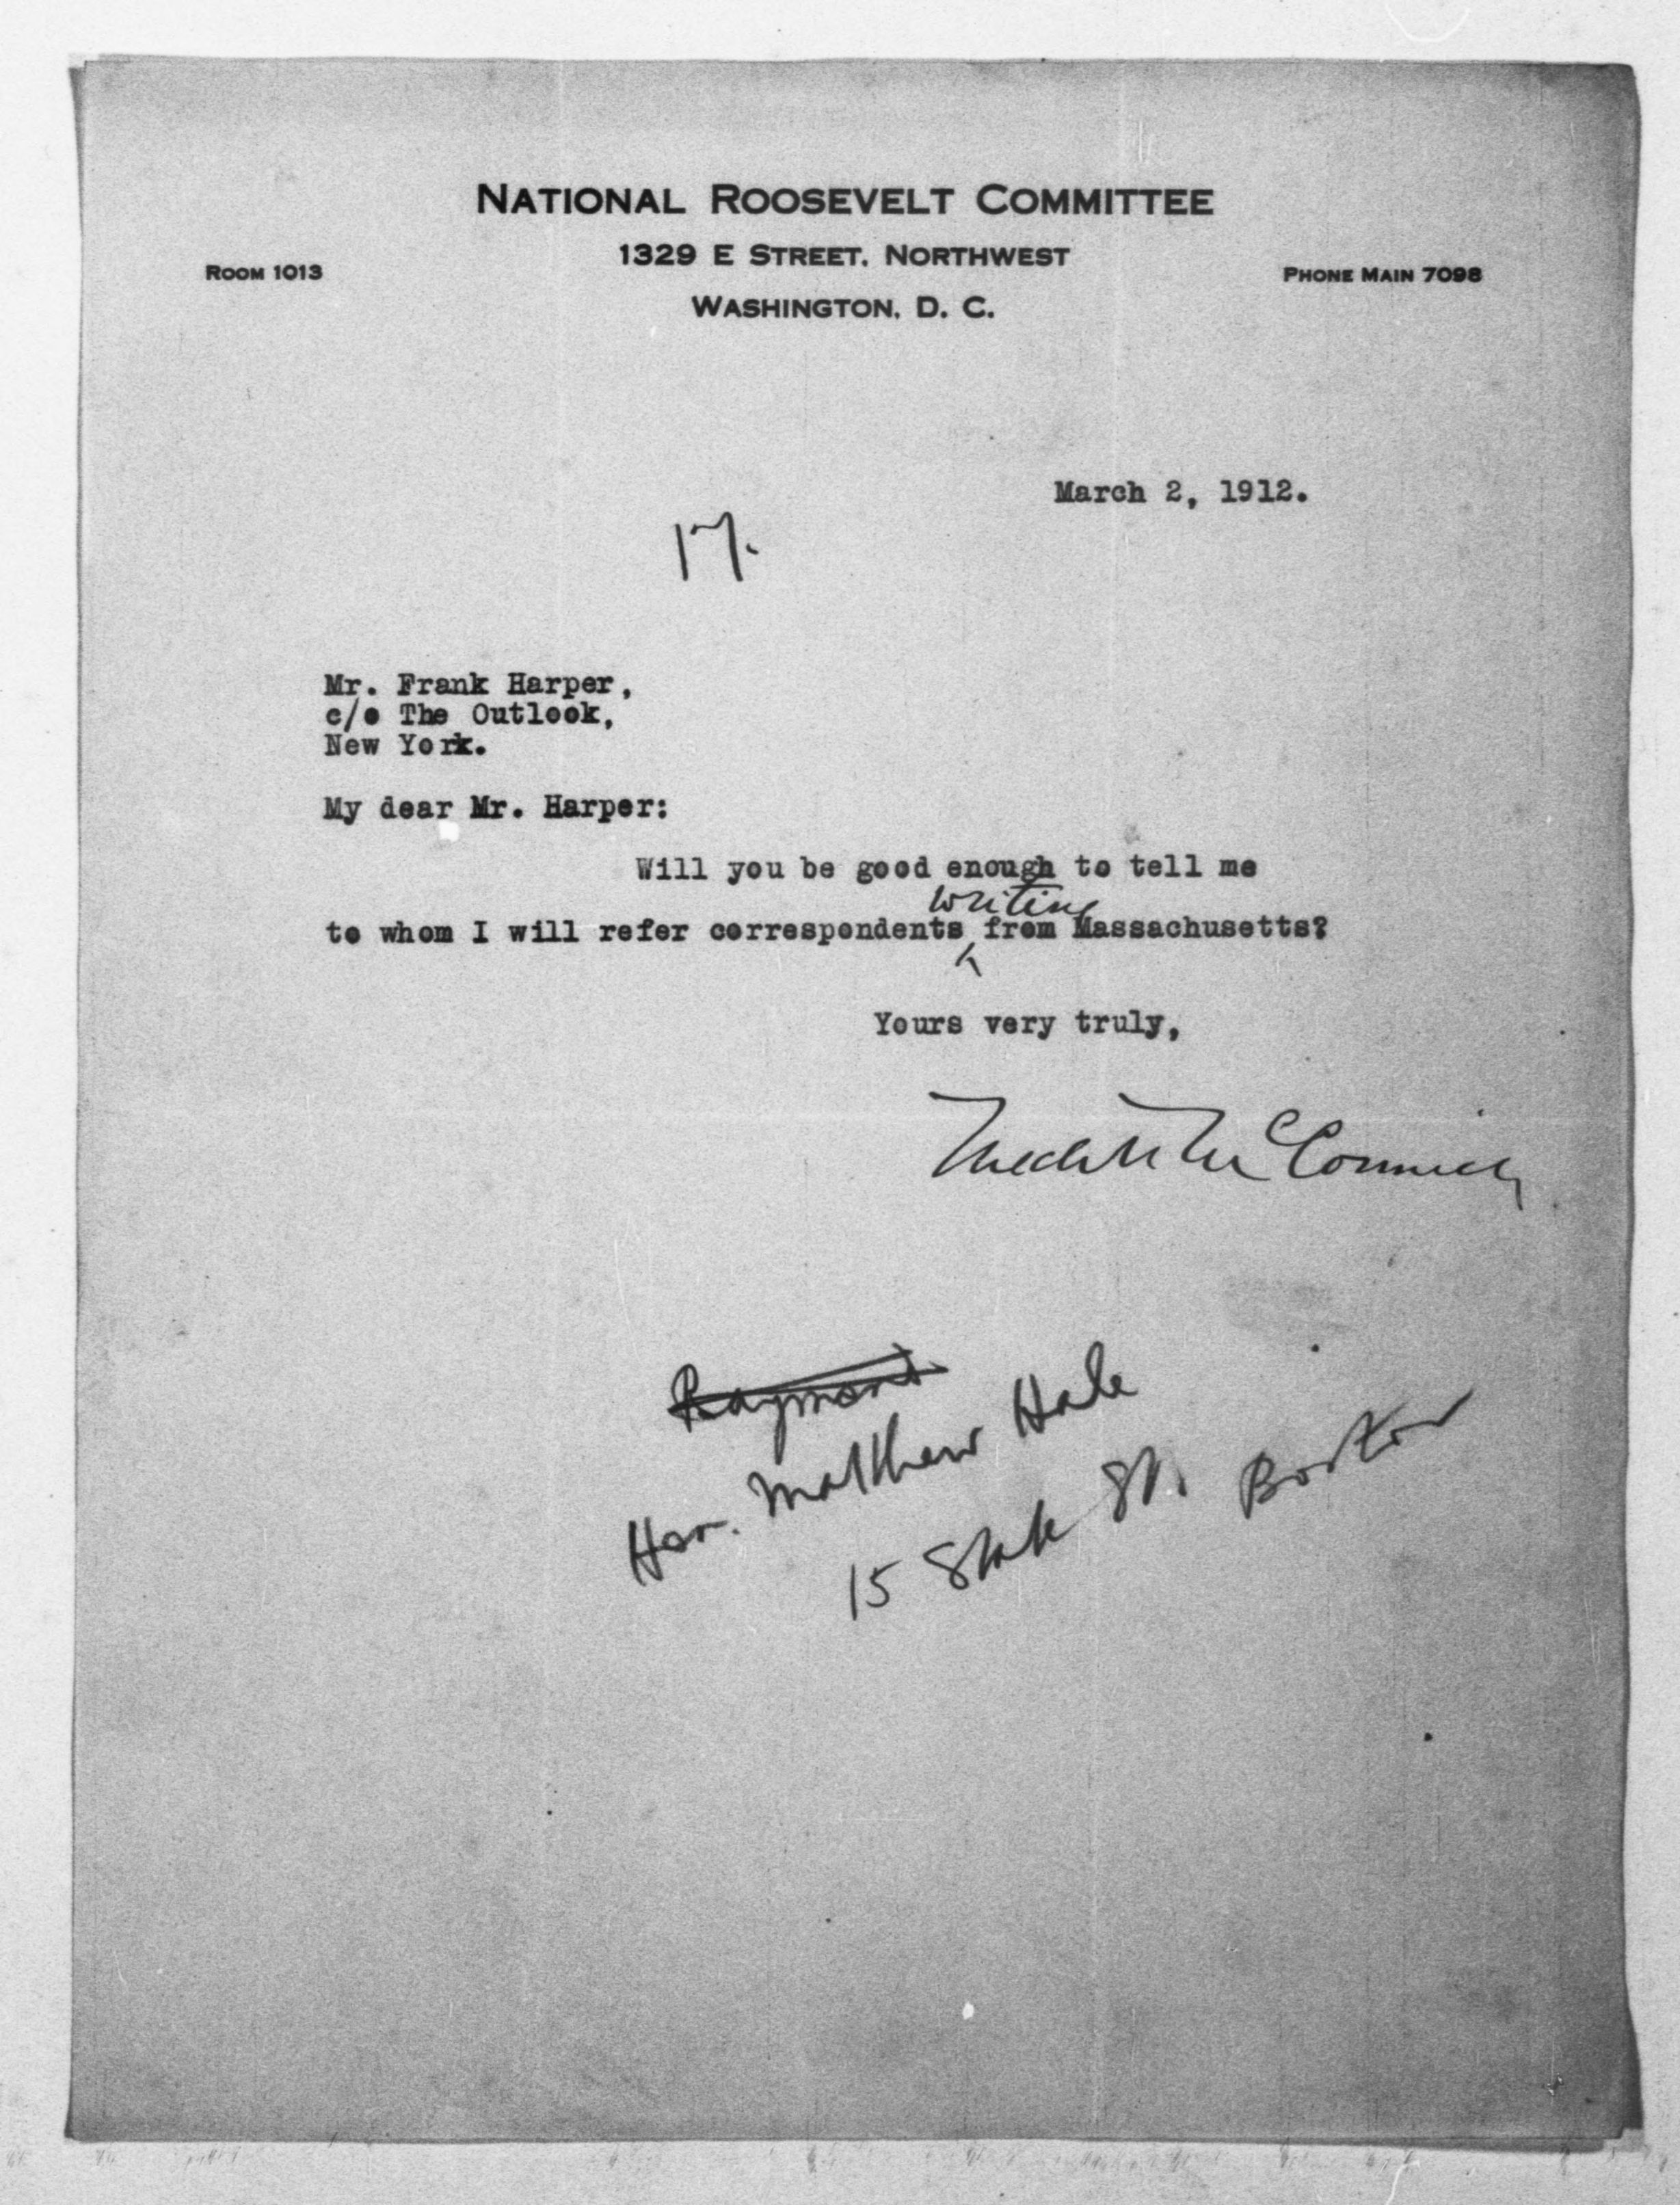 NATIONAL ROOSEVELT COMMITTEE
1329 E STREET, NORTHWEST
ROOM 1013
PHONE MAIN 7098
WASHINGTON, D. C.
March 2, 1912.
17.
Mr. Frank Harper,
c/o The Outlook,
New York.
My dear Mr. Harper:
Will you be good enough to tell me
writing
to whom I will refer correspondents from Massachusetts?
Yours very truly,
Medill McCormick
Raymond
Hon. Matthew Hale
15 State St. Boston